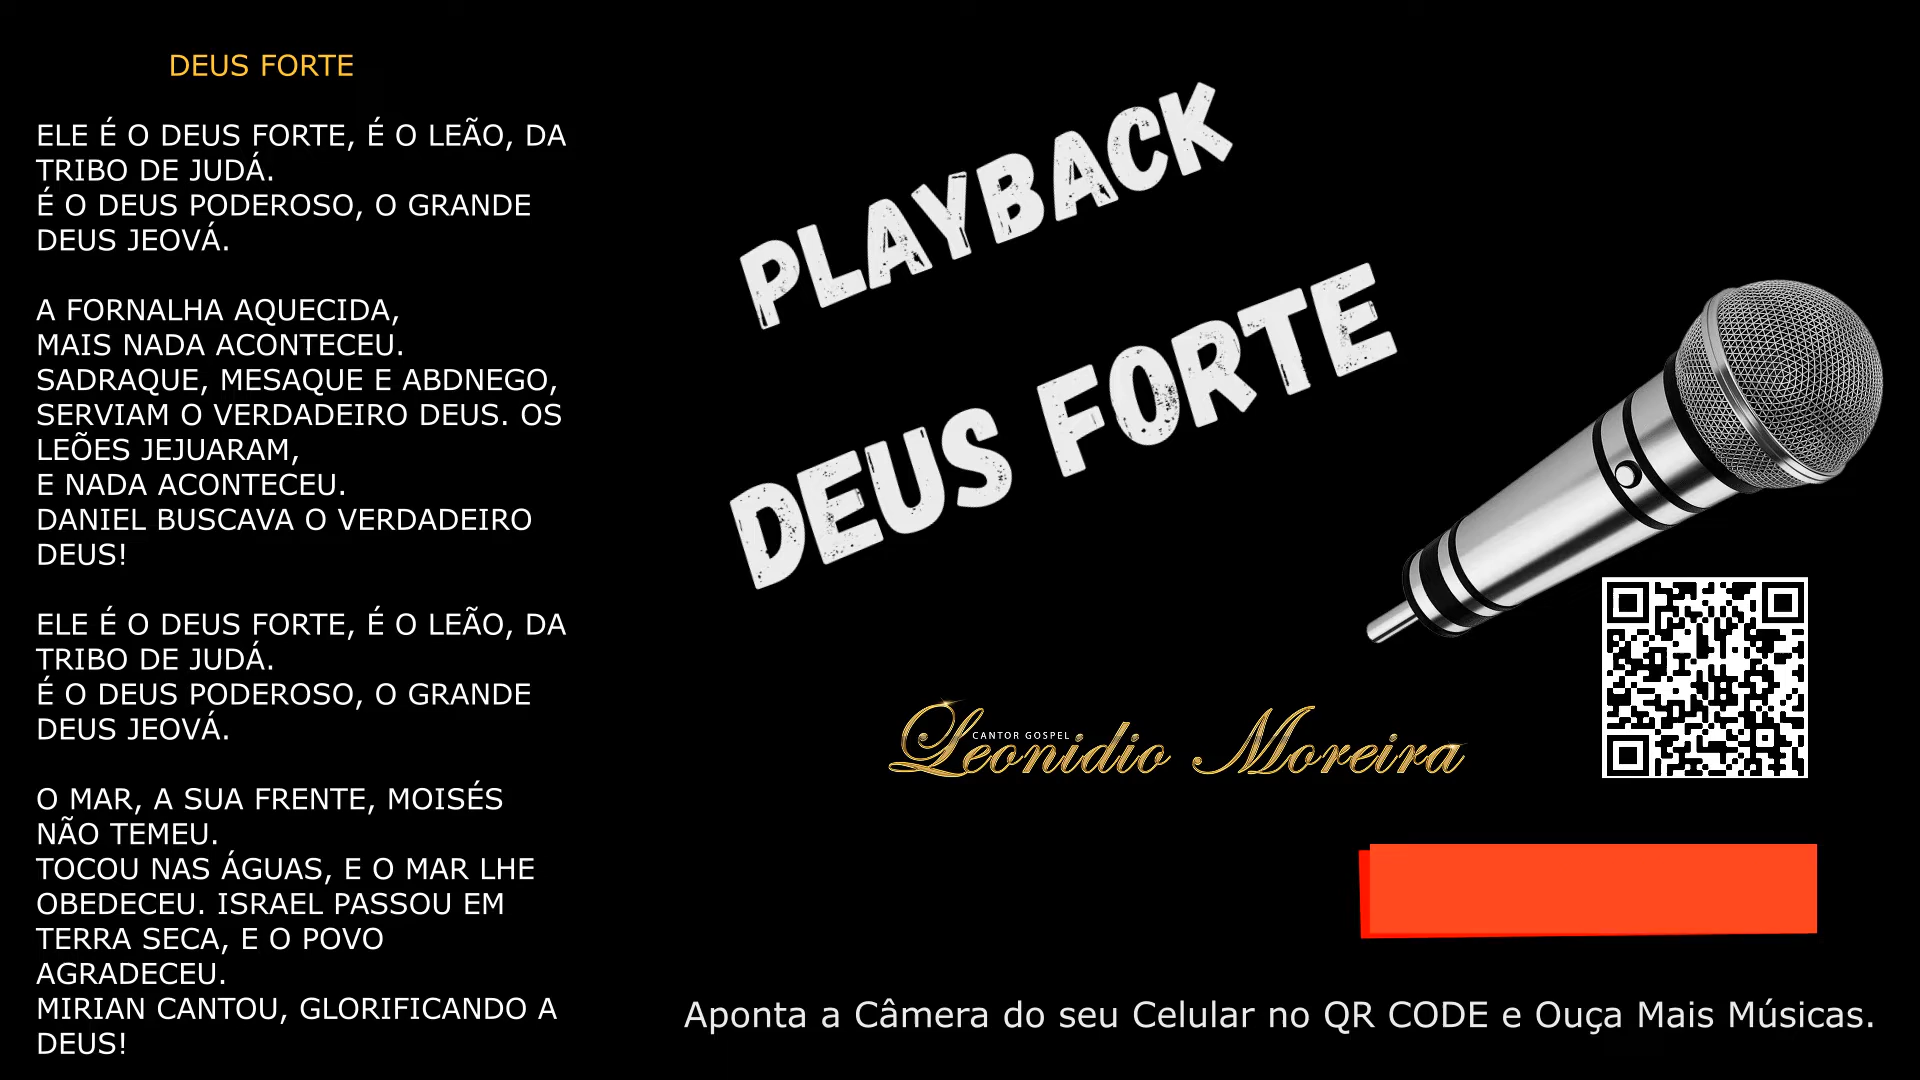 DEUS FORTE
ELE É O DEUS FORTE, É O LEÃO, DA
TRIBO DE JUDÁ.
É O DEUS PODEROSO, O GRANDE
DEUS JEOVÁ.
A FORNALHA AQUECIDA,
MAIS NADA ACONTECEU.
SADRAQUE, MESAQUE E ABDNEGO,
SERVIAM O VERDADEIRO DEUS. OS
LEÕES JEJUARAM,
E NADA ACONTECEU.
DANIEL BUSCAVA O VERDADEIRO
DEUS!
ELE É O DEUS FORTE, É O LEÃO, DA
TRIBO DE JUDÁ.
É O DEUS PODEROSO, O GRANDE
DEUS JEOVÁ.
O MAR, A SUA FRENTE, MOISÉS
NÃO TEMEU.
TOCOU NAS ÁGUAS, E O MAR LHE
OBEDECEU. ISRAEL PASSOU EM
TERRA SECA, E O POVO
AGRADECEU.
MIRIAN CANTOU, GLORIFICANDO A
DEUS!
PLAYBACK
DEUS FORTE
CANTOR GOSPEL
Leonidio Moreira
Aponta a Câmera do seu Celular no QR CODE e Ouça Mais Músicas.